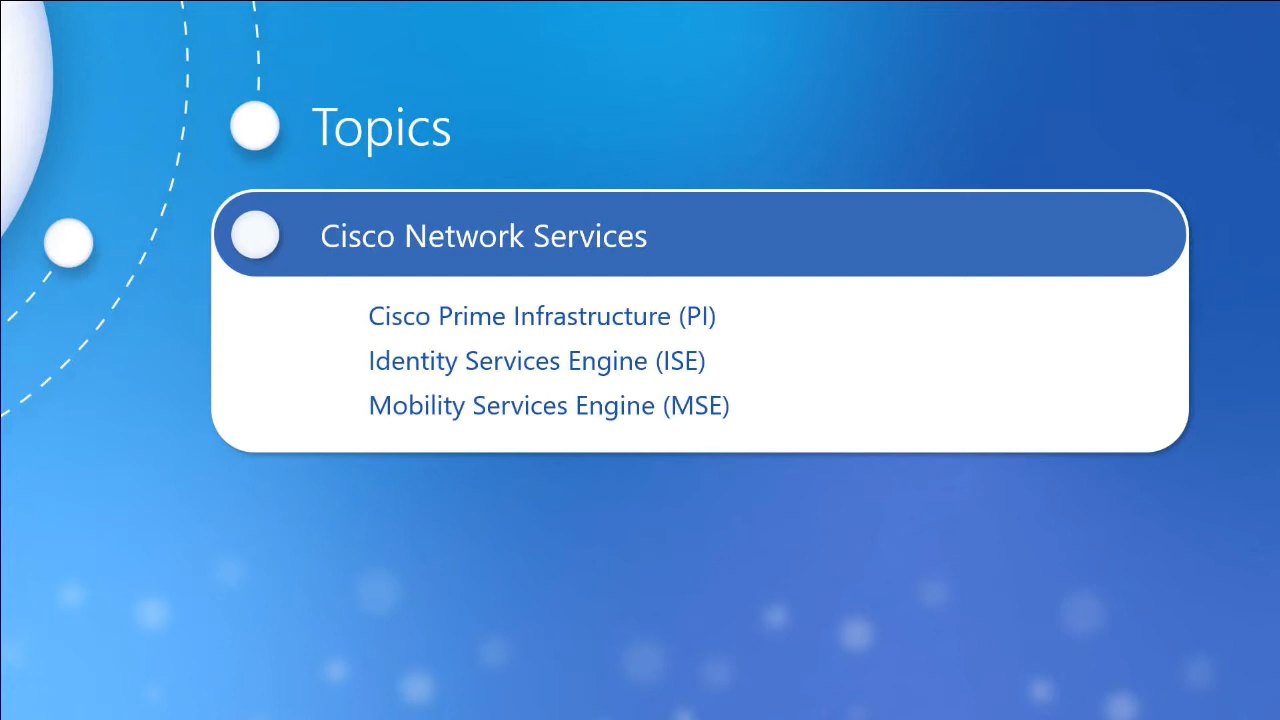 Topics
Cisco Network Services
Cisco Prime Infrastructure (PI)
Identity Services Engine (ISE)
Mobility Services Engine (MSE)